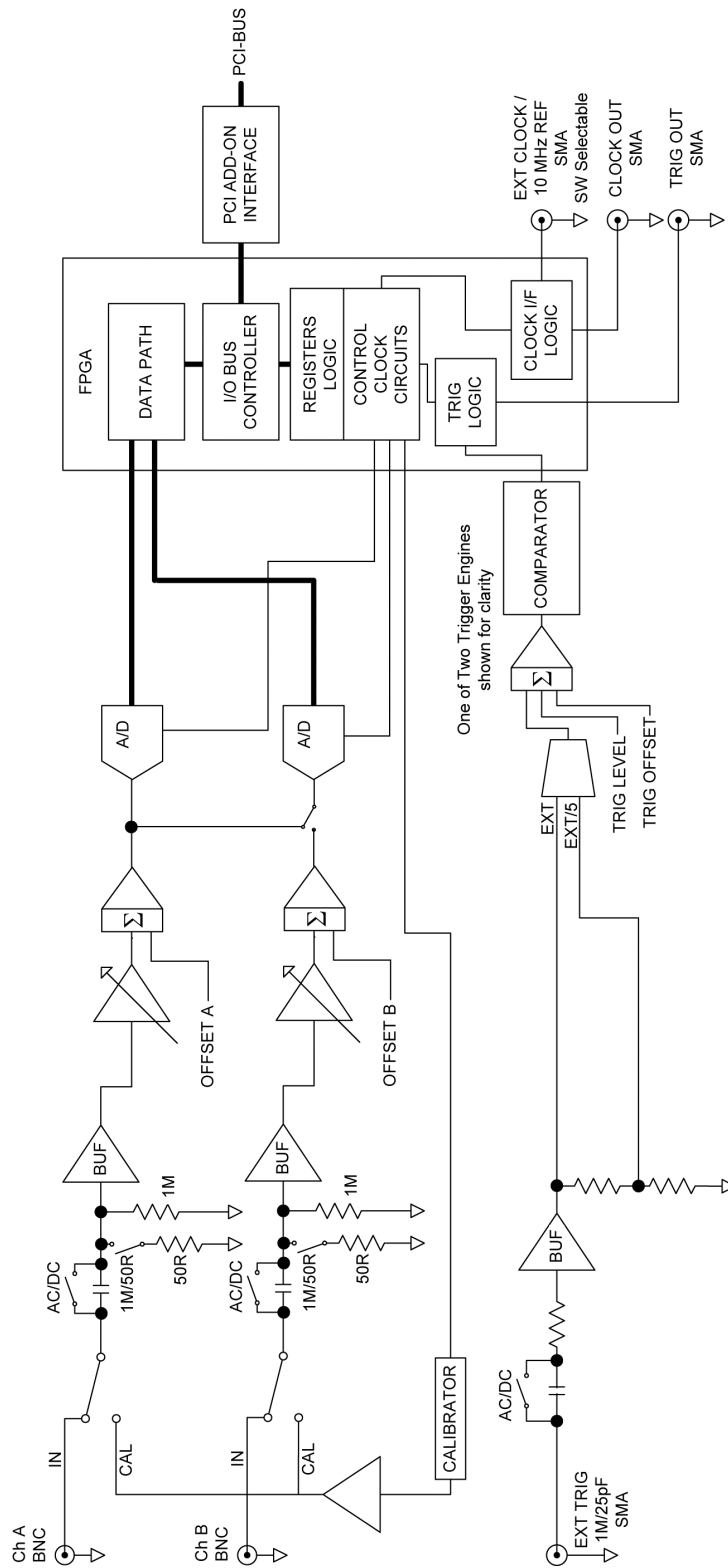 Ch A
BNC
IN
CAL
AC/DC
1M/50R
50R
1M
BUF
OFFSET A
Σ
A/D
Ch B
BNC
IN
CAL
AC/DC
1M/50R
50R
1M
BUF
OFFSET B
Σ
A/D
CALIBRATOR
FPGA
DATA PATH
I/O BUS
CONTROLLER
REGISTERS
LOGIC
CONTROL
CLOCK
CIRCUITS
TRIG
LOGIC
CLOCK I/F
LOGIC
PCI ADD-ON
INTERFACE
PCI-BUS
EXT TRIG
1M/25pF
SMA
AC/DC
BUF
EXT
EXT/5
TRIG LEVEL
TRIG OFFSET
Σ
One of Two Trigger Engines
shown for clarity
COMPARATOR
EXT CLOCK /
10 MHz REF
SMA
SW Selectable
CLOCK OUT
SMA
TRIG OUT
SMA